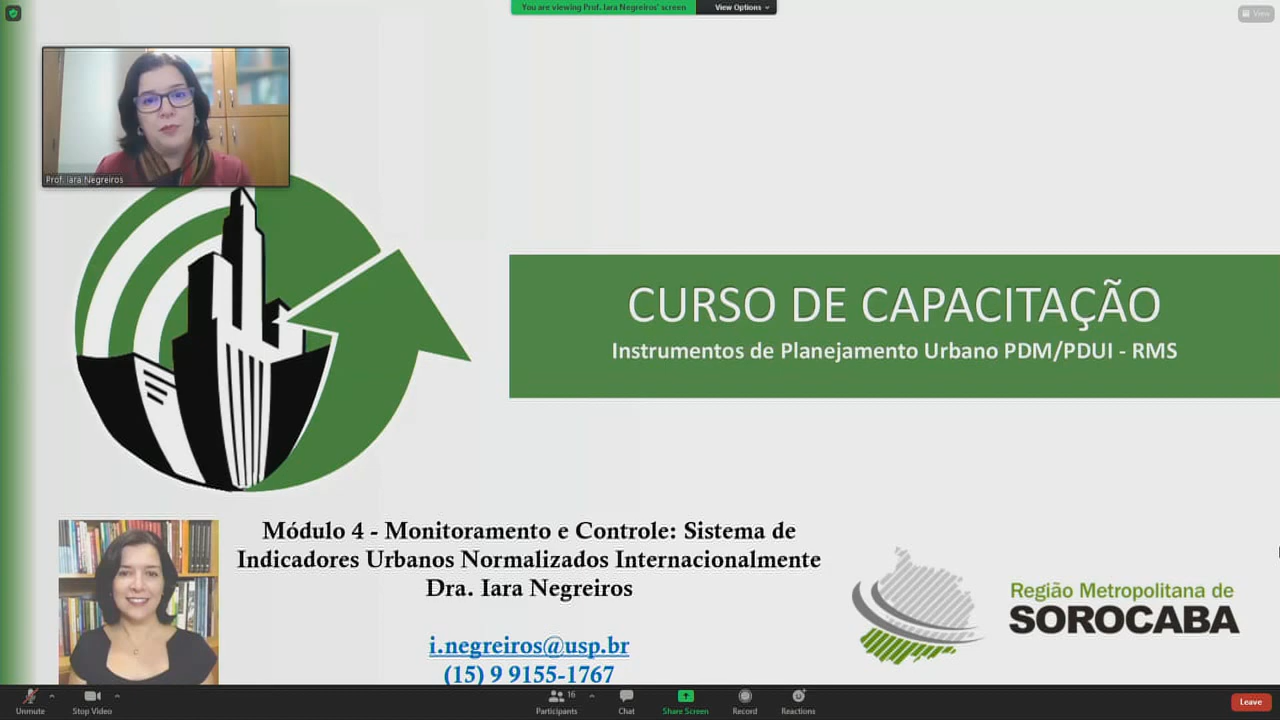 You are viewing Prof. Iara Negreiros' screen
View Options
View
Prof. Iara Negreiros
CURSO DE CAPACITAÇÃO
Instrumentos de Planejamento Urbano PDM/PDUI - RMS
Módulo 4 - Monitoramento e Controle: Sistema de
Indicadores Urbanos Normalizados Internacionalmente
Dra. Iara Negreiros
i.negreiros@usp.br
(15) 9 9155-1767
Região Metropolitana de
SOROCABA
Unmute
Stop Video
16
Participants
Chat
Share Screen
Record
Reactions
Leave